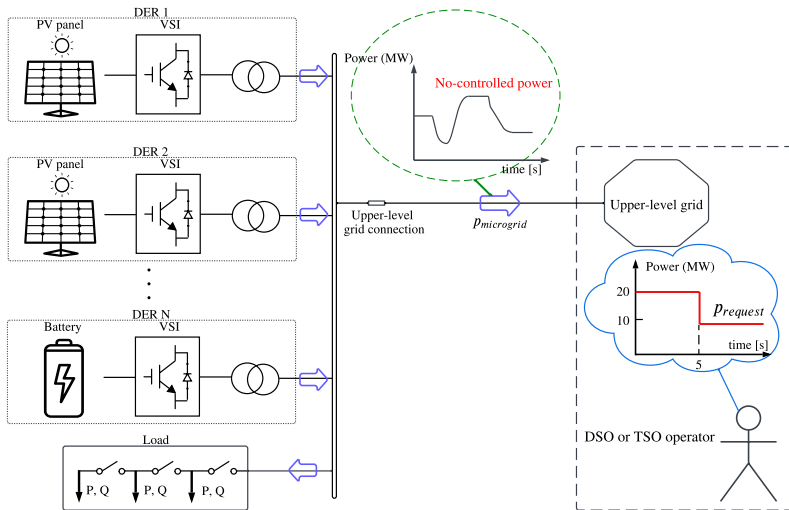 DER 1
PV panel
VSI
DER 2
PV panel
VSI
DER N
Battery
VSI
Load
P, Q
P, Q
P, Q
Power (MW)
No-controlled power
time [s]
Upper-level
grid connection
p_microgrid
Upper-level grid
Power (MW)
20
10
p_request
time [s]
5
DSO or TSO operator